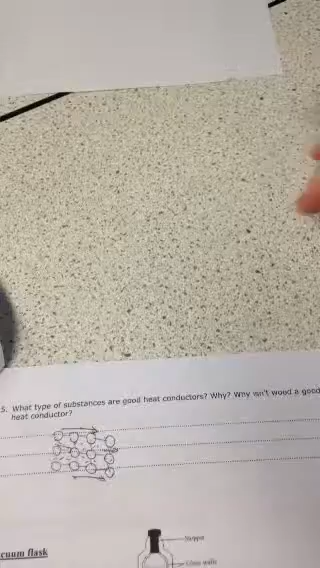 5. What type of substances are good heat conductors? Why? Why isn't wood a good
heat conductor?
cuum flask
Stopper
Glass walls